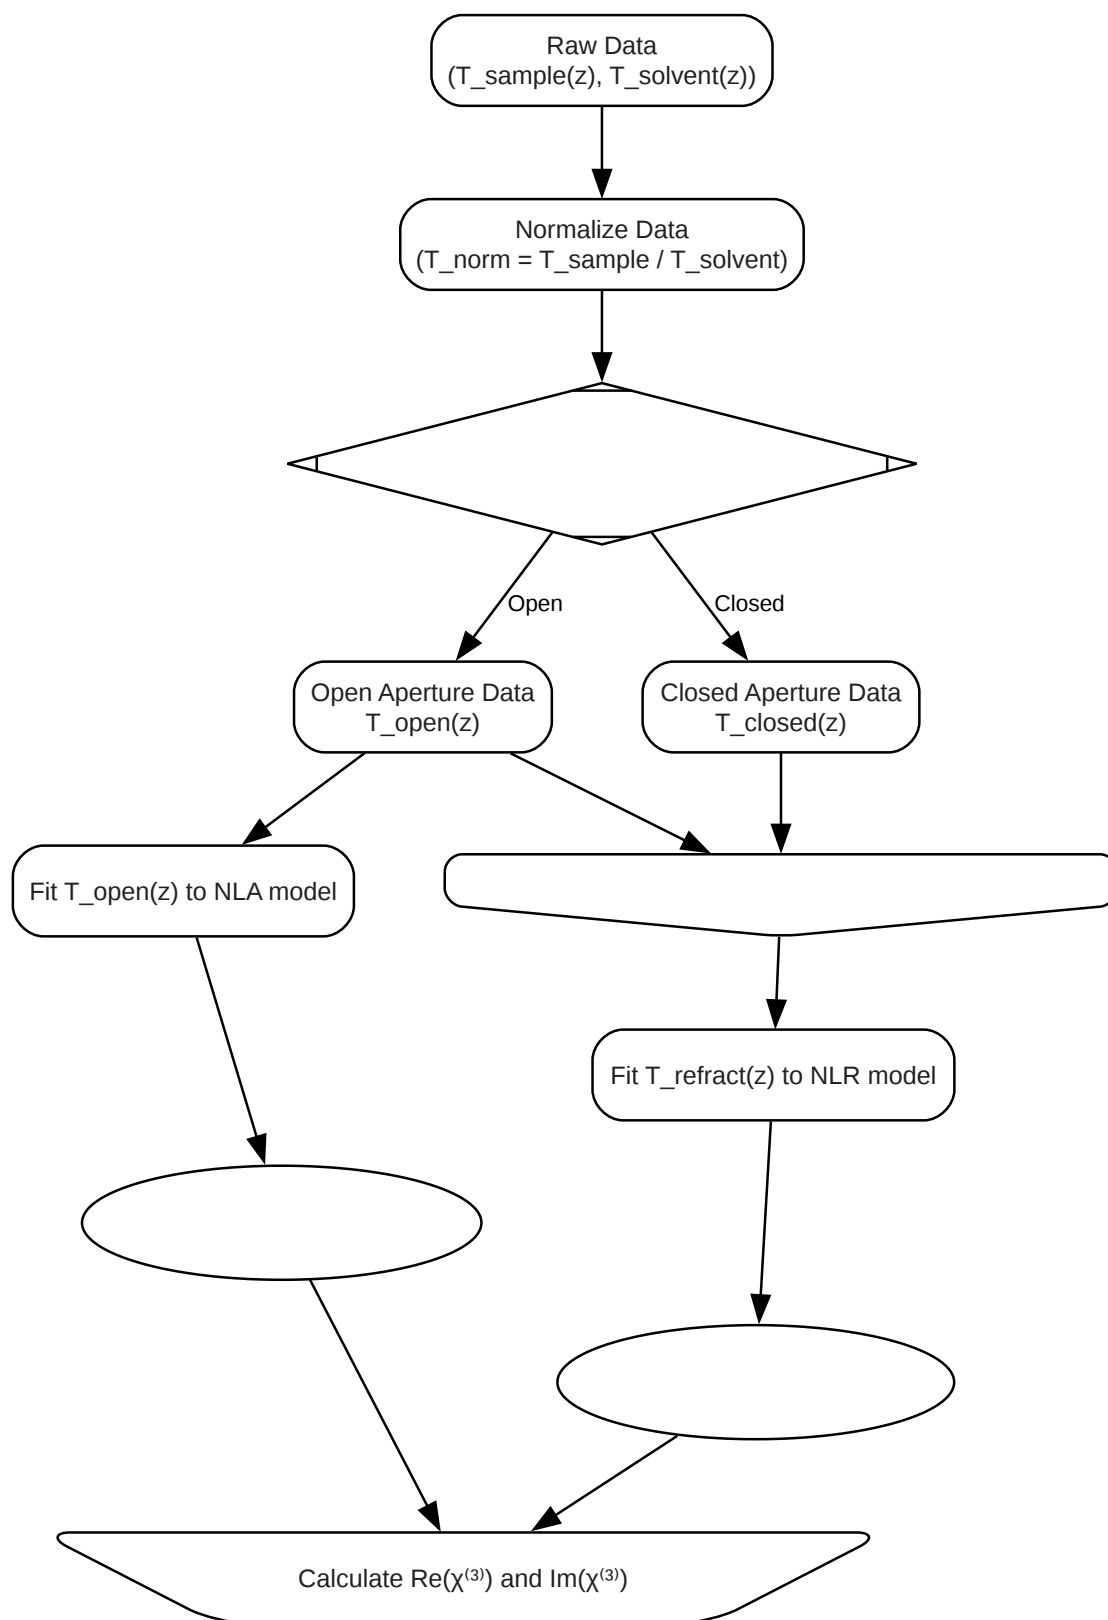 Raw Data
(T_sample(z), T_solvent(z))
Normalize Data
(T_norm = T_sample / T_solvent)
Open
Closed
Open Aperture Data
T_open(z)
Closed Aperture Data
T_closed(z)
Fit T_open(z) to NLA model
Fit T_refract(z) to NLR model
Calculate Re(χ⁽³⁾) and Im(χ⁽³⁾)